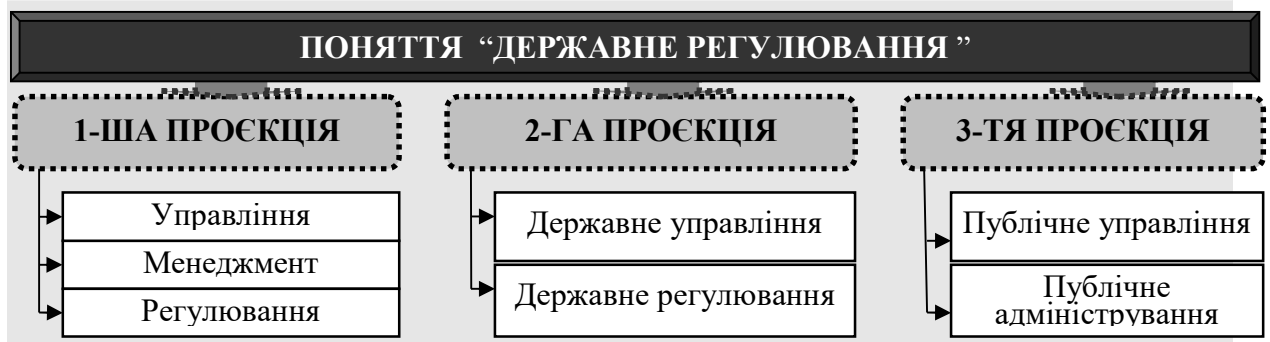 ПОНЯТТЯ “ДЕРЖАВНЕ РЕГУЛЮВАННЯ ”
1-ША ПРОЄКЦІЯ
Управління
Менеджмент
Регулювання
2-ГА ПРОЄКЦІЯ
Державне управління
Державне регулювання
3-ТЯ ПРОЄКЦІЯ
Публічне управління
Публічне
адміністрування